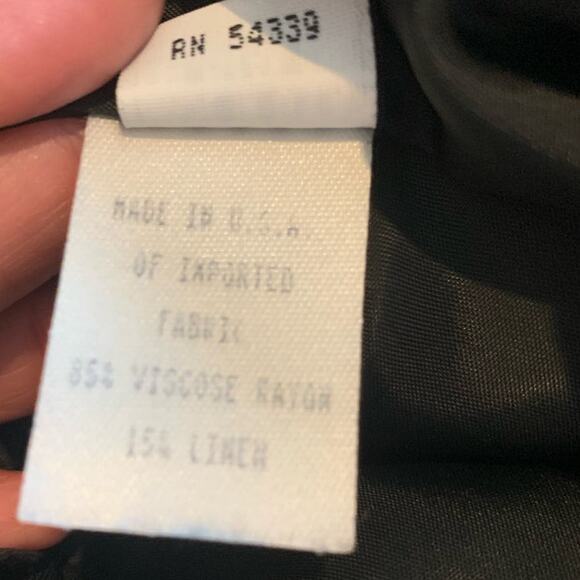 RN 54339
MADE IN U.S.A.
OF IMPORTED
FABRIC
85% VISCOSE RAYON
15% LINEN